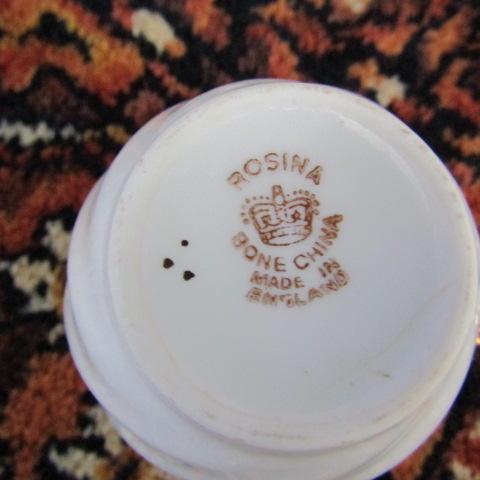 ROSINA
BONE CHINA
MADE IN
ENGLAND